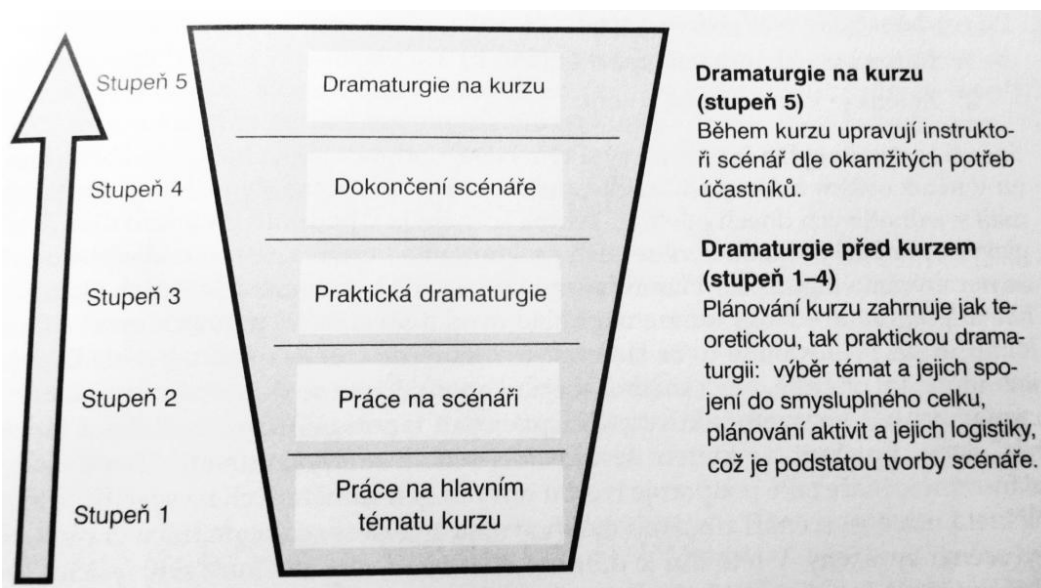 Stupeň 5
Dramaturgie na kurzu
Stupeň 4
Dokončení scénáře
Stupeň 3
Praktická dramaturgie
Stupeň 2
Práce na scénáři
Stupeň 1
Práce na hlavním
tématu kurzu
Dramaturgie na kurzu
(stupeň 5)
Během kurzu upravují instrukto-
ři scénář dle okamžitých potřeb
účastníků.
Dramaturgie před kurzem
(stupeň 1–4)
Plánování kurzu zahrnuje jak te-
oretickou, tak praktickou drama-
turgii: výběr témat a jejich spo-
jení do smysluplného celku,
plánování aktivit a jejich logistiky,
což je podstatou tvorby scénáře.